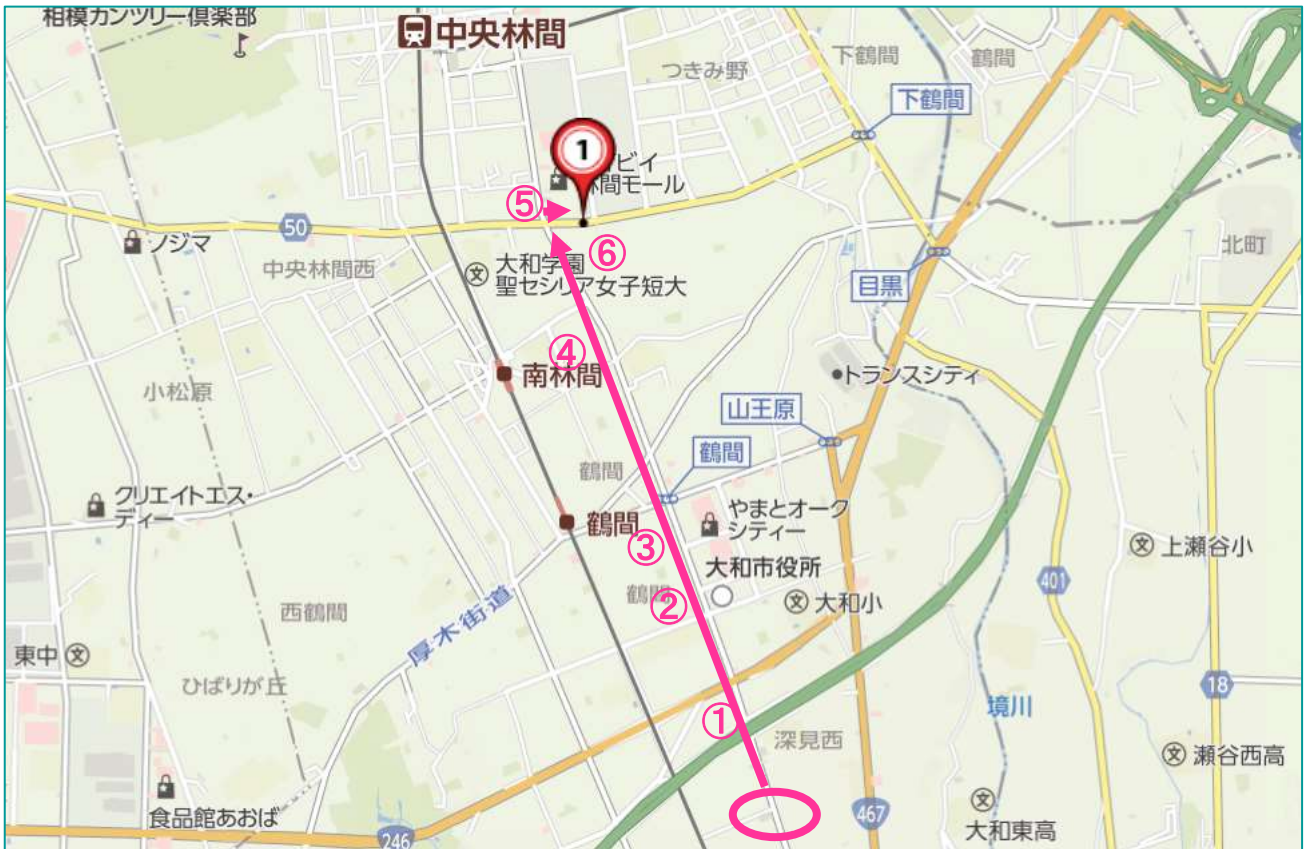 相模カンツリー倶楽部
中央林間
つきみ野
下鶴間
鶴間
下鶴間
1
ビイ
林間モール
⑤
50
ノジマ
中央林間西
大和学園
聖セシリア女子短大
⑥
目黒
北町
④
南林間
トランスシティ
小松原
山王原
鶴間
鶴間
クリエイトエス・
ディー
鶴間
③
やまとオーク
シティー
上瀬谷小
大和市役所
鶴間
②
大和小
401
西鶴間
厚木街道
東中
ひばりが丘
18
①
深見西
境川
瀬谷西高
食品館あおば
246
467
大和東高